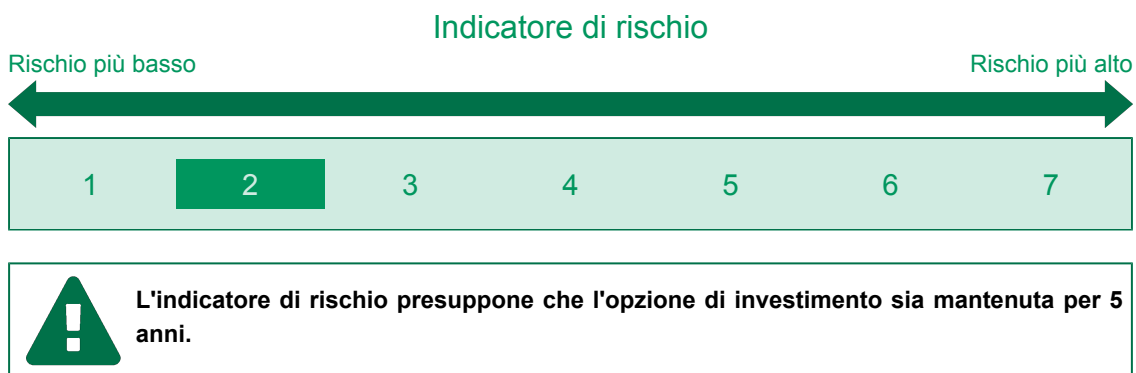 Indicatore di rischio
Rischio più basso Rischio più alto
1 2 3 4 5 6 7
L'indicatore di rischio presuppone che l'opzione di investimento sia mantenuta per 5
anni.